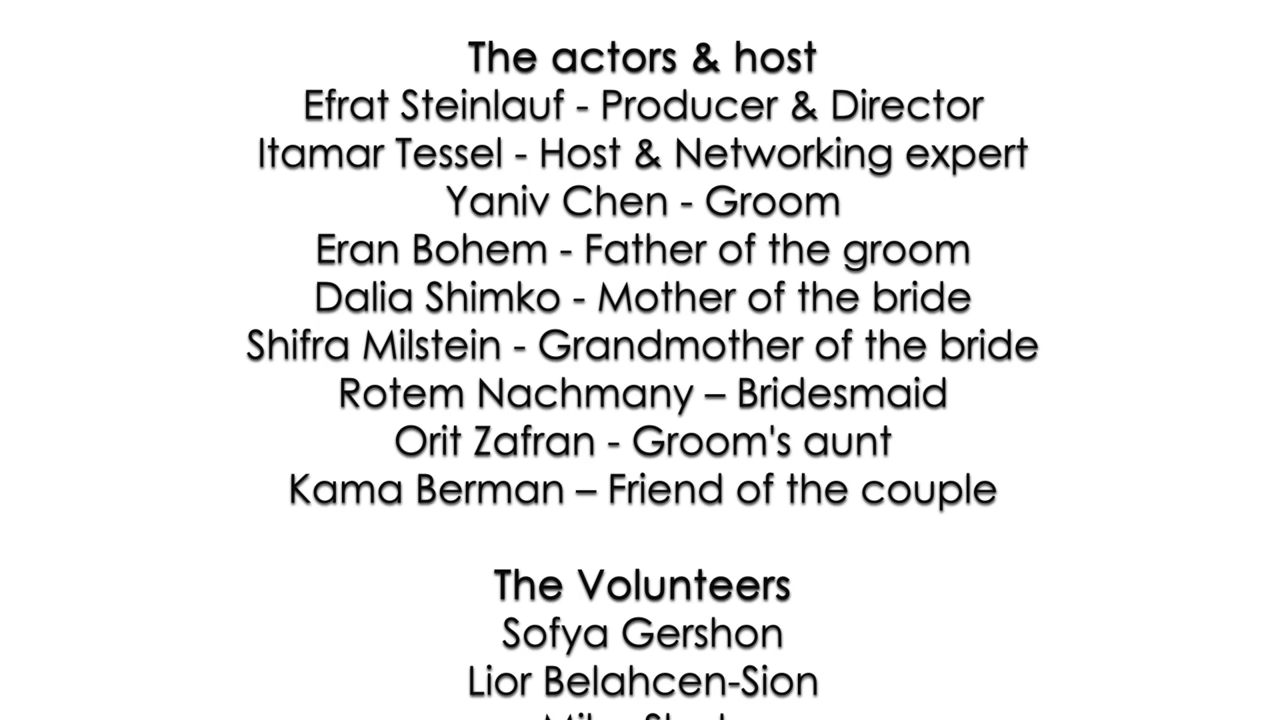 The actors & host
Efrat Steinlauf - Producer & Director
Itamar Tessel - Host & Networking expert
Yaniv Chen - Groom
Eran Bohem - Father of the groom
Dalia Shimko - Mother of the bride
Shifra Milstein - Grandmother of the bride
Rotem Nachmany – Bridesmaid
Orit Zafran - Groom's aunt
Kama Berman – Friend of the couple
The Volunteers
Sofya Gershon
Lior Belahcen-Sion